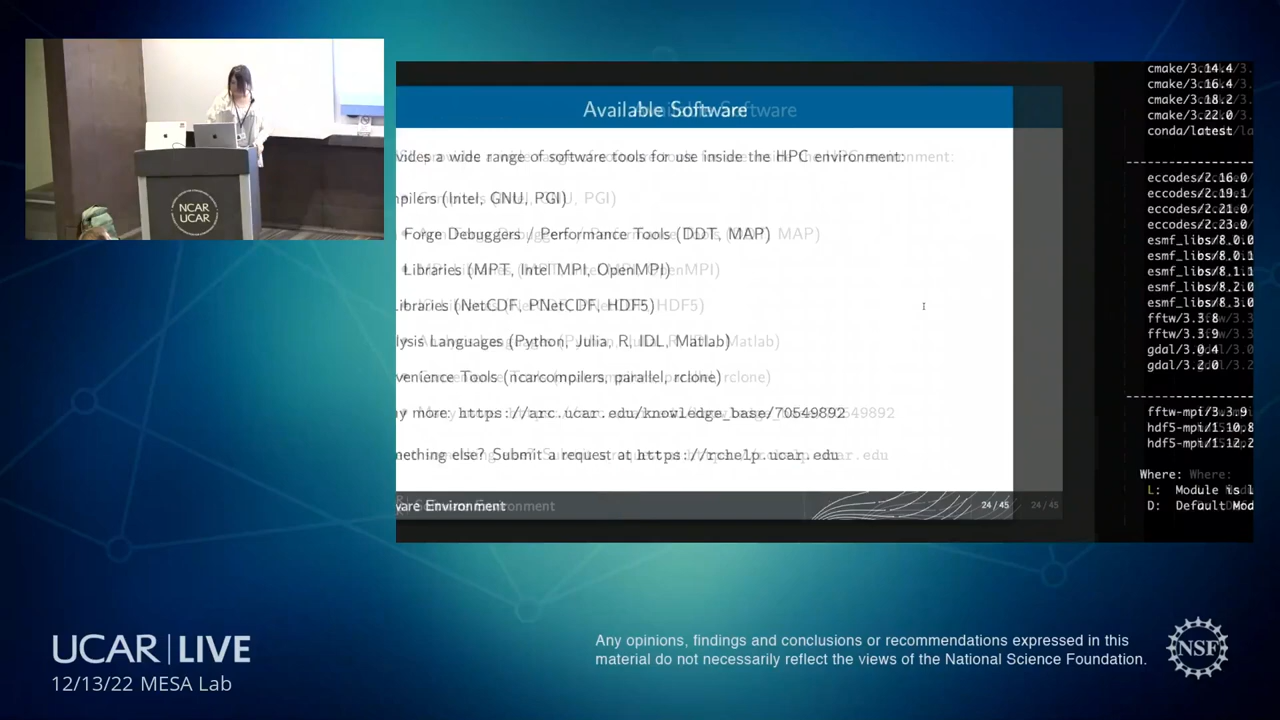 NCAR
UCAR
Available Software
a wide range of software tools for use inside the HPC environment:
(Intel, GNU, PGI)
Forge Debuggers / Performance Tools (DDT, MAP)
Libraries (MPT, Intel MPI, OpenMPI)
(NetCDF, PNetCDF, HDF5)
Languages (Python, Julia, R, IDL, Matlab)
Tools (ncarcompilers, parallel, rclone)
more: https://arc.ucar.edu/knowledge_base/70549892
else? Submit a request at https://rchelp.ucar.edu
Environment
24 / 45
cmake/3.14.4
cmake/3.16.4
cmake/3.18.2
cmake/3.22.0
conda/latest
eccodes/2.16.0
eccodes/2.19.1
eccodes/2.21.0
eccodes/2.23.0
esmf_libs/8.0.0
esmf_libs/8.0.1
esmf_libs/8.1.1
esmf_libs/8.2.0
esmf_libs/8.3.0
fftw/3.3.8
fftw/3.3.9
gdal/3.0.4
gdal/3.2.0
fftw-mpi/3.3.9
hdf5-mpi/1.10.8
hdf5-mpi/1.12.2
Where:
L: Module is
D: Default Mod
UCAR | LIVE
12/13/22 MESA Lab
Any opinions, findings and conclusions or recommendations expressed in this
material do not necessarily reflect the views of the National Science Foundation.
NSF